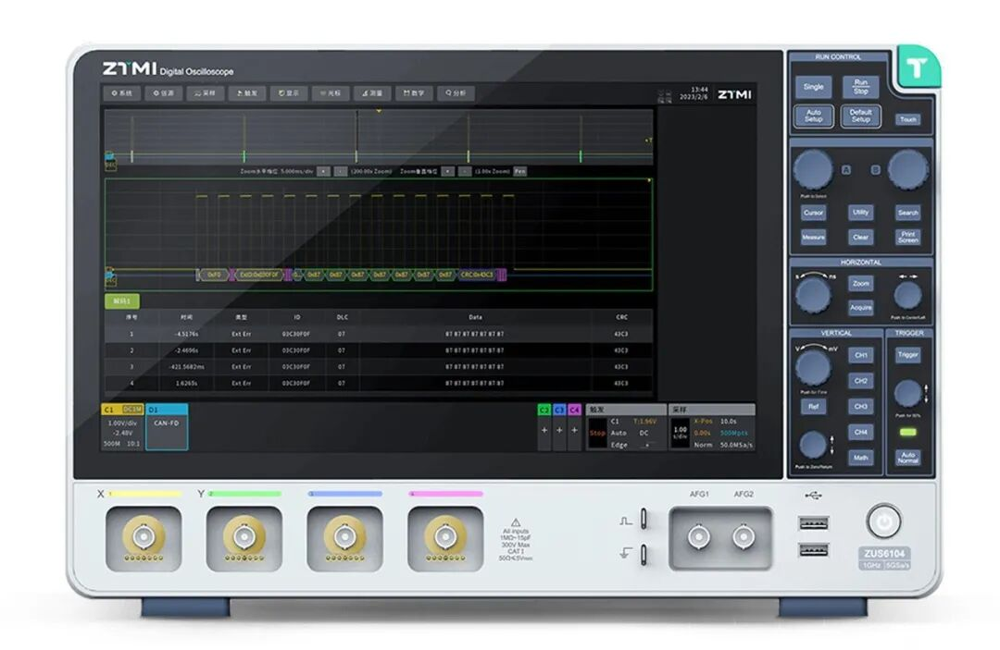 ZTMI Digital Oscilloscope
系统 信源 采样 触发 显示 光标 测量 数学 分析
13:44
2023/2/6
ZTMI
T
Zoom水平档位 5.000ms/div + - (200.00x Zoom) Zoom垂直档位 + - (1.00x Zoom) Pen
0xF0 ExtID:0x030F0F 0x87 0x87 0x87 0x87 0x87 0x87 0x87 CRC:0x43C3
解码1
序号 时间 类型 ID DLC Data CRC
1 -4.5176s Ext Err 03C30F0F 07 87 87 87 87 87 87 87 43C3
2 -2.4696s Ext Err 03C30F0F 07 87 87 87 87 87 87 87 43C3
3 -421.5682ms Ext Err 03C30F0F 07 87 87 87 87 87 87 87 43C3
4 1.6265s Ext Err 03C30F0F 07 87 87 87 87 87 87 87 43C3
C1 DC1M
1.00V/div
-2.48V
500M 10:1
D1
CAN-FD
C2 C3 C4
+ + +
触发
C1 T:1.96V
Stop Auto DC
Edge
采样
X-Pos 10.0s
1.00 s/div 0.00s 500Mpts
Norm 50.0MSa/s
RUN CONTROL
Single Run Stop
Auto Setup Default Setup Touch
A B
Push to Select
Cursor Utility Search
Measure Clear Print Screen
HORIZONTAL
s ns Zoom
Acquire
Push to Center/Left
VERTICAL TRIGGER
V mV CH1 Trigger
Push for Fine CH2
Ref CH3 Push for 50%
CH4
Math Auto Normal
Push to Zero/Return
X 1 Y 2 3 4
All inputs
1MΩ~15pF
300V Max
CAT I
50Ω≤5Vrms
AFG1 AFG2
ZUS6104
1GHz 5GSa/s